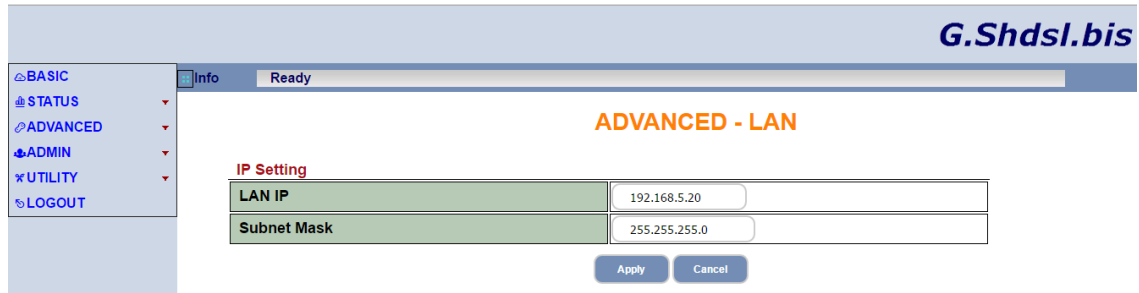 G.Shdsl.bis
BASIC
STATUS
ADVANCED
ADMIN
UTILITY
LOGOUT
Info Ready
ADVANCED - LAN
IP Setting
LAN IP 192.168.5.20
Subnet Mask 255.255.255.0
Apply Cancel